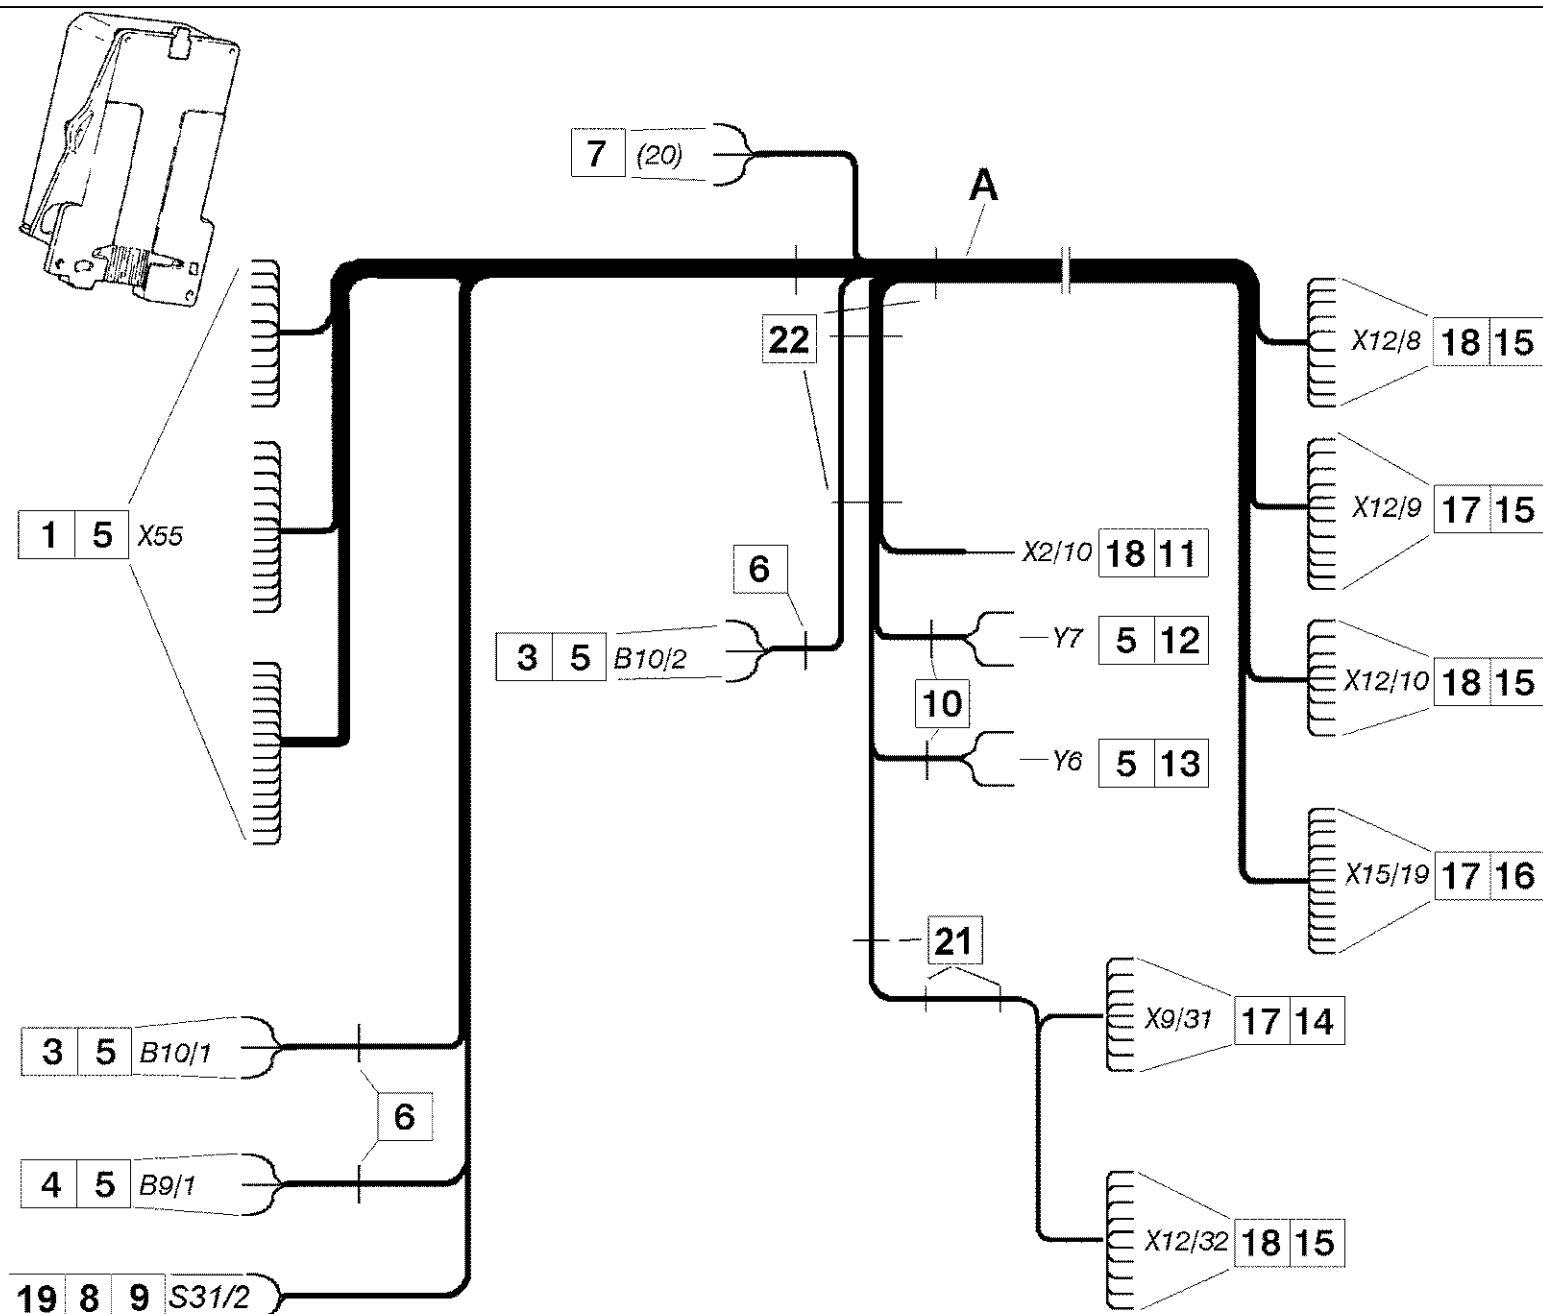 7 (20)
A
22
X12/8 18 15
1 5 X55
X12/9 17 15
6
X2/10 18 11
3 5 B10/2
Y7 5 12
X12/10 18 15
10
Y6 5 13
X15/19 17 16
21
X9/31 17 14
3 5 B10/1
6
4 5 B9/1
X12/32 18 15
19 8 9 S31/2